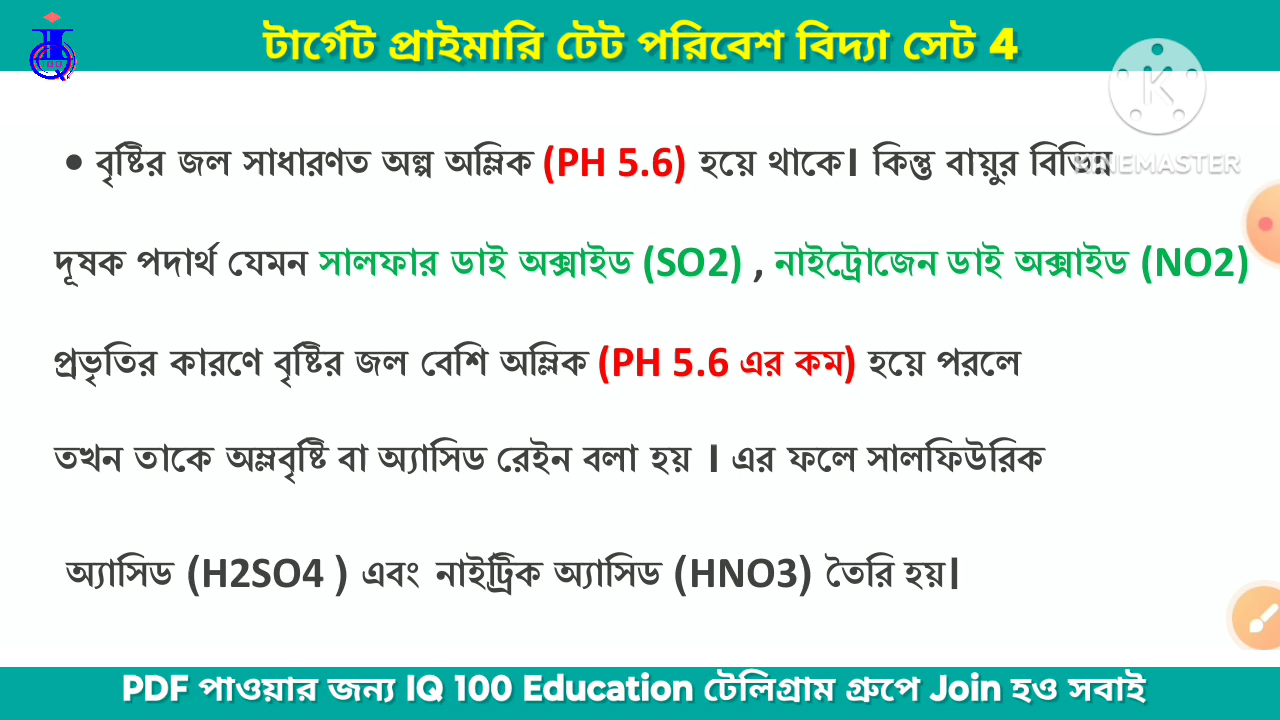 টার্গেট প্রাইমারি টেট পরিবেশ বিদ্যা সেট 4
• বৃষ্টির জল সাধারণত অল্প অম্লিক (PH 5.6) হয়ে থাকে। কিন্তু বায়ুর বিভিন্ন
KINEMASTER
দূষক পদার্থ যেমন সালফার ডাই অক্সাইড (SO2) , নাইট্রোজেন ডাই অক্সাইড (NO2)
প্রভৃতির কারণে বৃষ্টির জল বেশি অম্লিক (PH 5.6 এর কম) হয়ে পরলে
তখন তাকে অম্লবৃষ্টি বা অ্যাসিড রেইন বলা হয় । এর ফলে সালফিউরিক
অ্যাসিড (H2SO4 ) এবং নাইট্রিক অ্যাসিড (HNO3) তৈরি হয়।
PDF পাওয়ার জন্য IQ 100 Education টেলিগ্রাম গ্রুপে Join হও সবাই